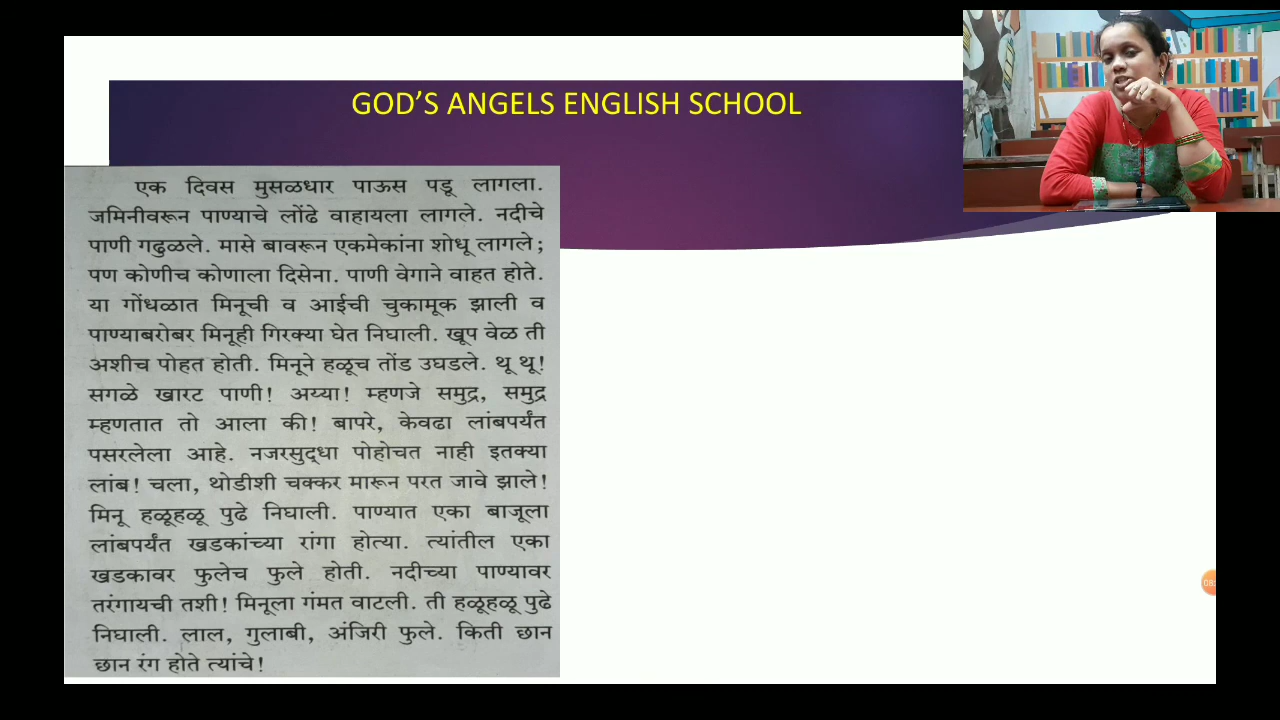 GOD’S ANGELS ENGLISH SCHOOL
एक दिवस मुसळधार पाऊस पडू लागला.
जमिनीवरून पाण्याचे लोंढे वाहायला लागले. नदीचे
पाणी गढुळले. मासे बावरून एकमेकांना शोधू लागले;
पण कोणीच कोणाला दिसेना. पाणी वेगाने वाहत होते.
या गोंधळात मिनूची व आईची चुकामूक झाली व
पाण्याबरोबर मिनूही गिरक्या घेत निघाली. खूप वेळ ती
अशीच पोहत होती. मिनूने हळूच तोंड उघडले. थू थू!
सगळे खारट पाणी! अय्या! म्हणजे समुद्र, समुद्र
म्हणतात तो आला की! बापरे, केवढा लांबपर्यंत
पसरलेला आहे. नजरसुद्धा पोहोचत नाही इतक्या
लांब! चला, थोडीशी चक्कर मारून परत जावे झाले!
मिनू हळूहळू पुढे निघाली. पाण्यात एका बाजूला
लांबपर्यंत खडकांच्या रांगा होत्या. त्यांतील एका
खडकावर फुलेच फुले होती. नदीच्या पाण्यावर
तरंगायची तशी! मिनूला गंमत वाटली. ती हळूहळू पुढे
निघाली. लाल, गुलाबी, अंजिरी फुले. किती छान
छान रंग होते त्यांचे!